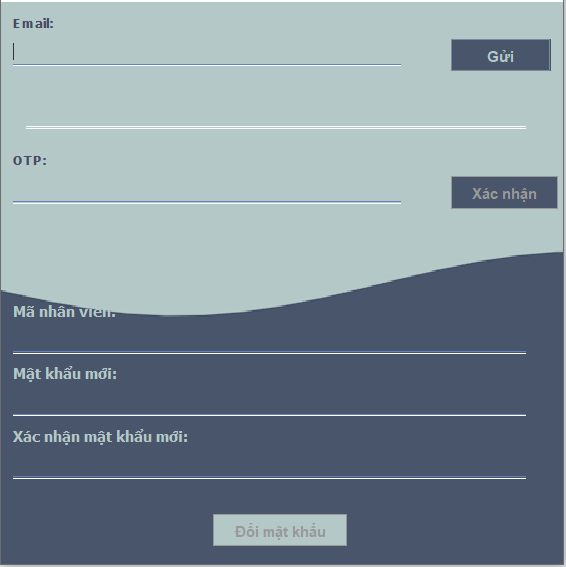 Email:
Gửi
OTP:
Xác nhận
Mã nhân viên:
Mật khẩu mới:
Xác nhận mật khẩu mới:
Đổi mật khẩu